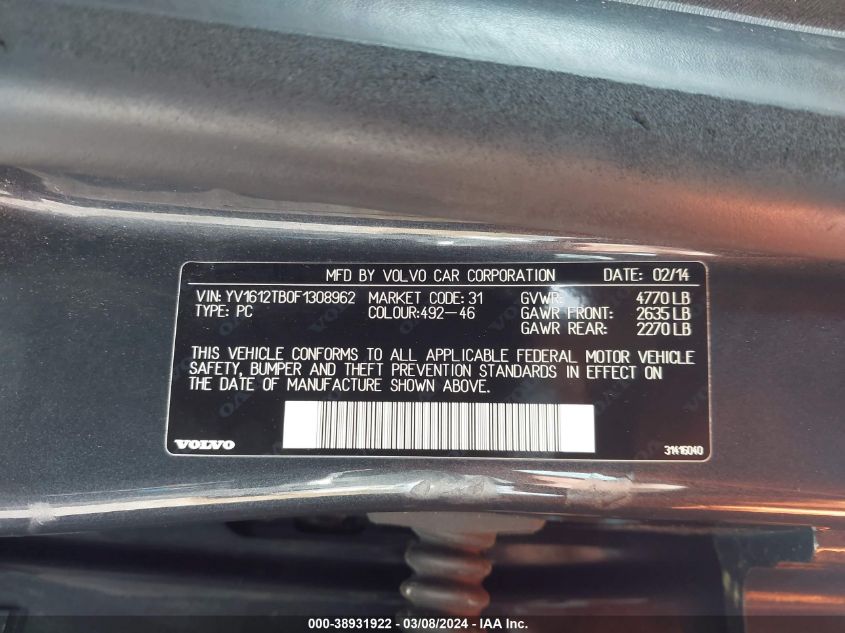 MFD BY VOLVO CAR CORPORATION DATE: 02/14
VIN: YV1612TB0F1308962 MARKET CODE: 31 GVWR: 4770 LB
TYPE: PC COLOUR:492-46 GAWR FRONT: 2635 LB
GAWR REAR: 2270 LB
THIS VEHICLE CONFORMS TO ALL APPLICABLE FEDERAL MOTOR VEHICLE
SAFETY, BUMPER AND THEFT PREVENTION STANDARDS IN EFFECT ON
THE DATE OF MANUFACTURE SHOWN ABOVE.
VOLVO 31416040
000-38931922 - 03/08/2024 - IAA Inc.